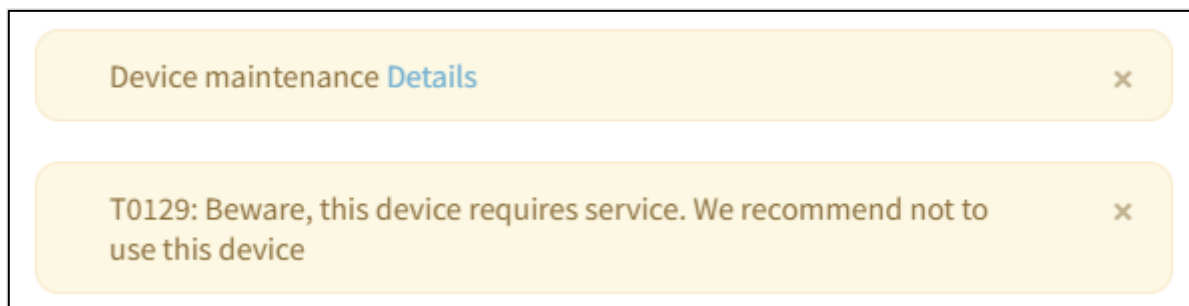 Device maintenance Details ×
T0129: Beware, this device requires service. We recommend not to ×
use this device